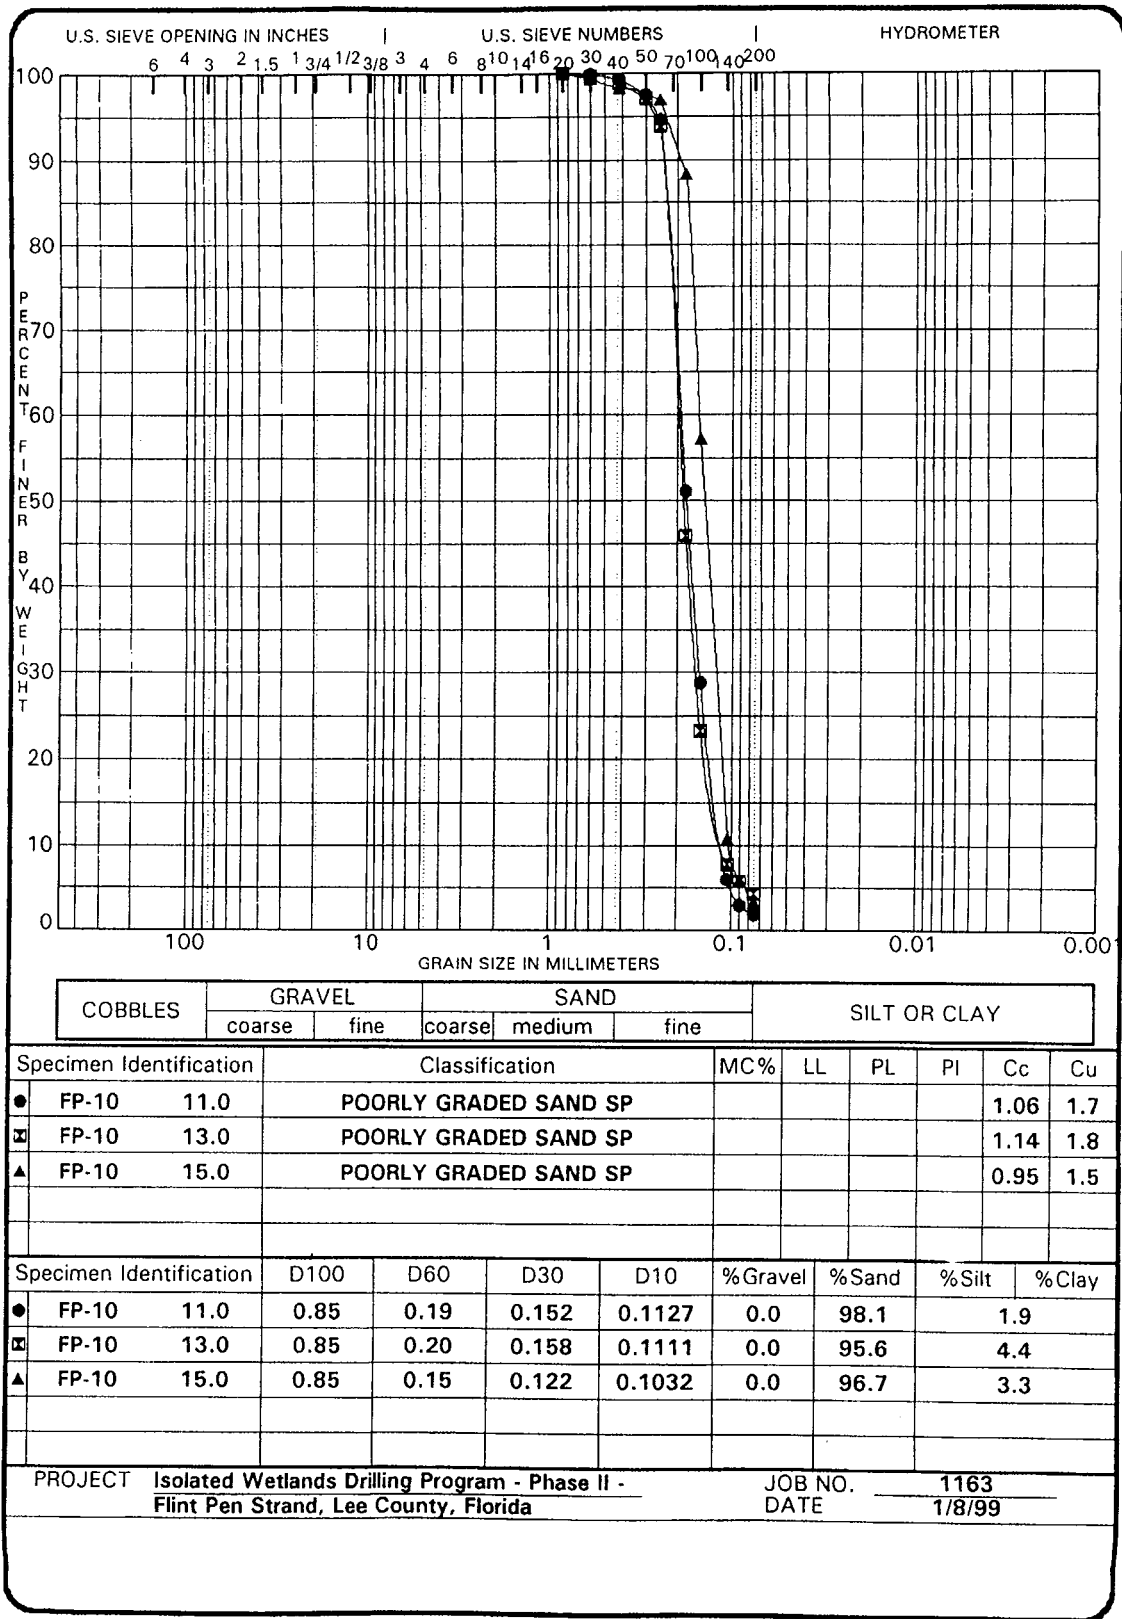 U.S. SIEVE OPENING IN INCHES | U.S. SIEVE NUMBERS | HYDROMETER
6 4 3 2 1.5 1 3/4 1/2 3/8 3 4 6 8 10 14 16 20 30 40 50 70 100 140 200
100
90
80
70
60
50
40
30
20
10
0
PERCENT FINER BY WEIGHT
100 10 1 0.1 0.01 0.001
GRAIN SIZE IN MILLIMETERS
COBBLES GRAVEL SAND SILT OR CLAY
coarse fine coarse medium fine
Specimen Identification Classification MC% LL PL PI Cc Cu
● FP-10 11.0 POORLY GRADED SAND SP 1.06 1.7
FP-10 13.0 POORLY GRADED SAND SP 1.14 1.8
▲ FP-10 15.0 POORLY GRADED SAND SP 0.95 1.5
Specimen Identification D100 D60 D30 D10 %Gravel %Sand %Silt %Clay
● FP-10 11.0 0.85 0.19 0.152 0.1127 0.0 98.1 1.9
FP-10 13.0 0.85 0.20 0.158 0.1111 0.0 95.6 4.4
▲ FP-10 15.0 0.85 0.15 0.122 0.1032 0.0 96.7 3.3
PROJECT Isolated Wetlands Drilling Program - Phase II - JOB NO. 1163
Flint Pen Strand, Lee County, Florida DATE 1/8/99